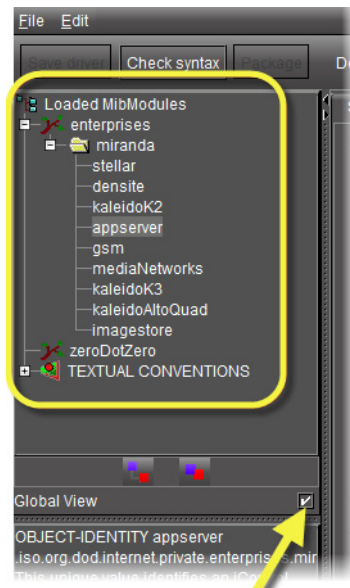 File Edit
Save driver Check syntax Package D
Loaded MibModules
enterprises
miranda
stellar
densite
kaleidoK2
appserver
gsm
mediaNetworks
kaleidoK3
kaleidoAltoQuad
imagestore
zeroDotZero
TEXTUAL CONVENTIONS
Global View
OBJECT-IDENTITY appserver
.iso.org.dod.internet.private.enterprises.mir
This unique value identifies an